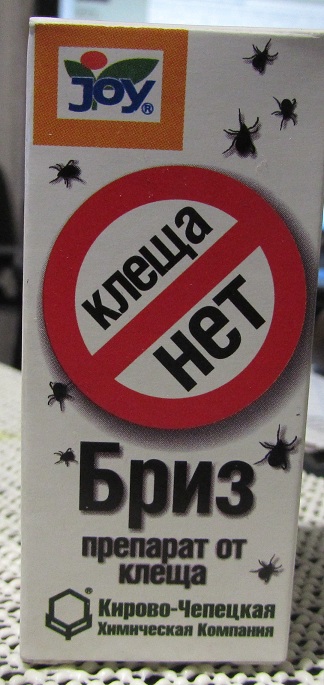 JOY®
клеща
нет
Бриз
препарат от
клеща
® Кирово-Чепецкая
Химическая Компания